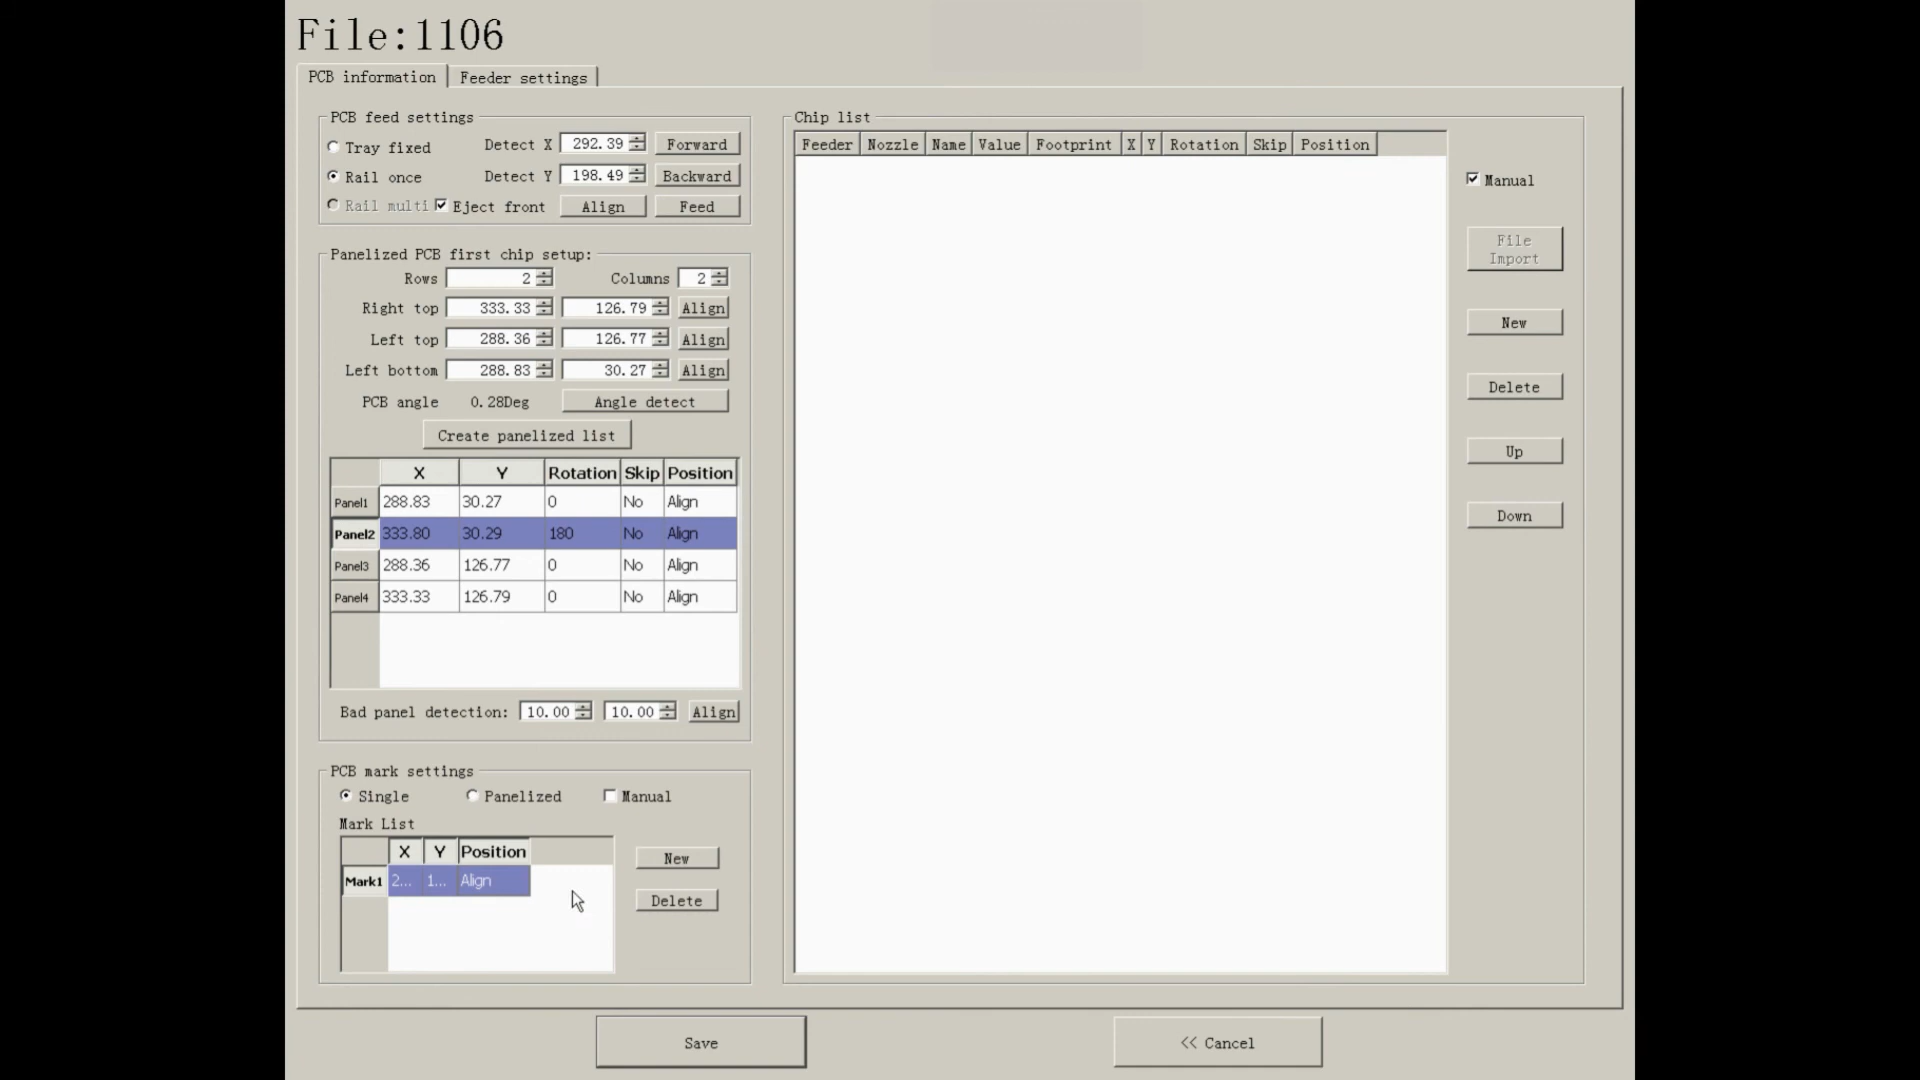 File:1106
PCB information
Feeder settings
PCB feed settings
Tray fixed
Detect X
292.39
Forward
Rail once
Detect Y
198.49
Backward
Rail multi
Eject front
Align
Feed
Panelized PCB first chip setup:
Rows
2
Columns
2
Right top
333.33
126.79
Align
Left top
288.36
126.77
Align
Left bottom
288.83
30.27
Align
PCB angle
0.28Deg
Angle detect
Create panelized list
X Y Rotation Skip Position
Panel1 288.83 30.27 0 No Align
Panel2 333.80 30.29 180 No Align
Panel3 288.36 126.77 0 No Align
Panel4 333.33 126.79 0 No Align
Bad panel detection:
10.00
10.00
Align
PCB mark settings
Single
Panelized
Manual
Mark List
X Y Position
Mark1 2... 1... Align
New
Delete
Chip list
Feeder Nozzle Name Value Footprint X Y Rotation Skip Position
Manual
File
Import
New
Delete
Up
Down
Save
<< Cancel